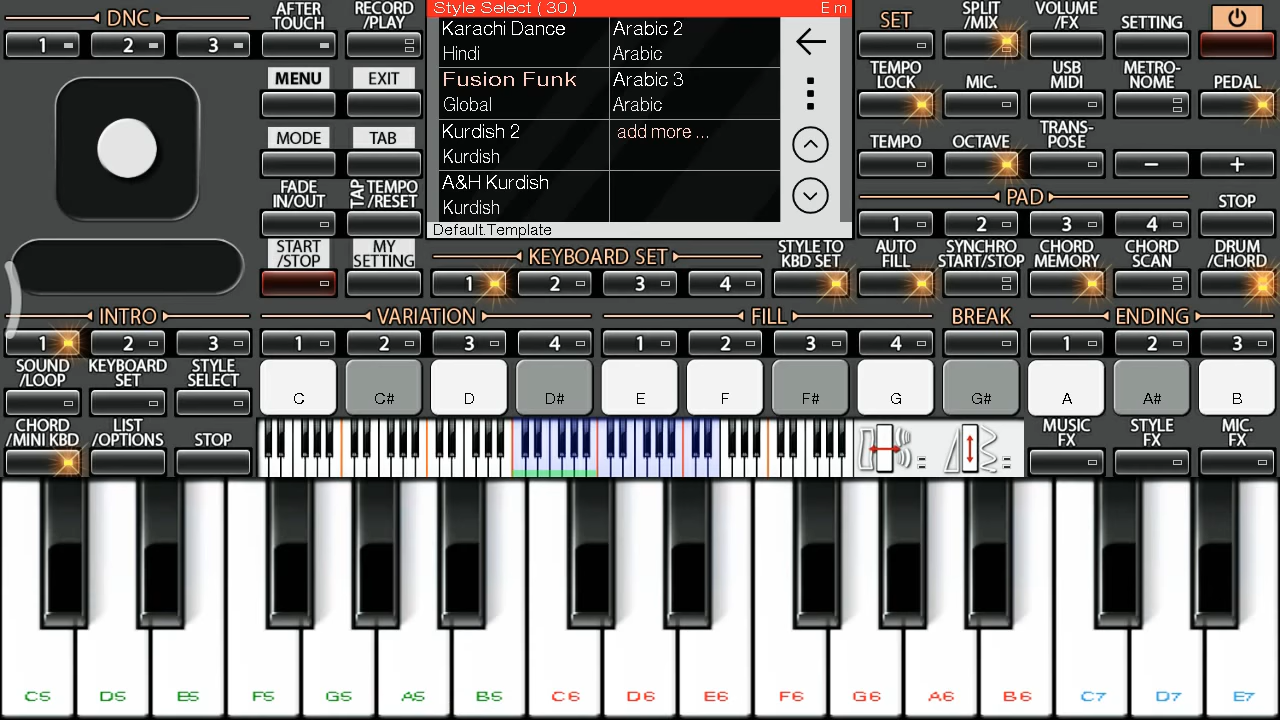 DNC
AFTER TOUCH
RECORD /PLAY
Style Select ( 30 )
E m
SET
SPLIT /MIX
VOLUME /FX
SETTING
1 2 3
Karachi Dance
Hindi
Arabic 2
Arabic
Fusion Funk
Global
Arabic 3
Arabic
Kurdish 2
Kurdish
add more ...
A&H Kurdish
Kurdish
Default.Template
MENU
EXIT
TEMPO LOCK
MIC.
USB MIDI
METRO-NOME
PEDAL
MODE
TAB
TEMPO
OCTAVE
TRANS-POSE
−
+
FADE IN/OUT
TAP TEMPO /RESET
PAD
STOP
1 2 3 4
START /STOP
MY SETTING
KEYBOARD SET
STYLE TO KBD SET
AUTO FILL
SYNCHRO START/STOP
CHORD MEMORY
CHORD SCAN
DRUM /CHORD
1 2 3 4
INTRO
VARIATION
FILL
BREAK
ENDING
1 2 3
1 2 3 4
1 2 3 4
1 2 3
SOUND /LOOP
KEYBOARD SET
STYLE SELECT
C C# D D# E F F# G G# A A# B
CHORD /MINI KBD
LIST /OPTIONS
STOP
MUSIC FX
STYLE FX
MIC. FX
C5 D5 E5 F5 G5 A5 B5 C6 D6 E6 F6 G6 A6 B6 C7 D7 E7